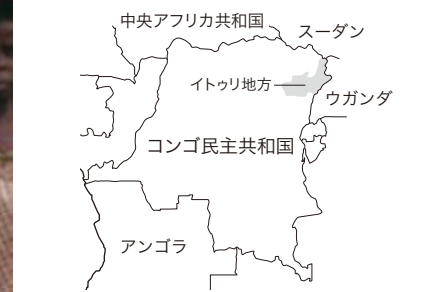 中央アフリカ共和国
スーダン
イトゥリ地方
ウガンダ
コンゴ民主共和国
アンゴラ